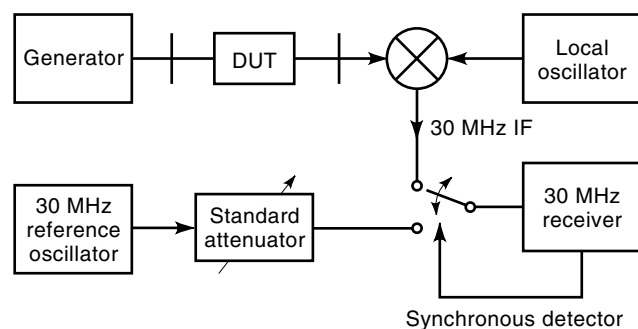 Generator
DUT
Local
oscillator
30 MHz IF
30 MHz
reference
oscillator
Standard
attenuator
30 MHz
receiver
Synchronous detector